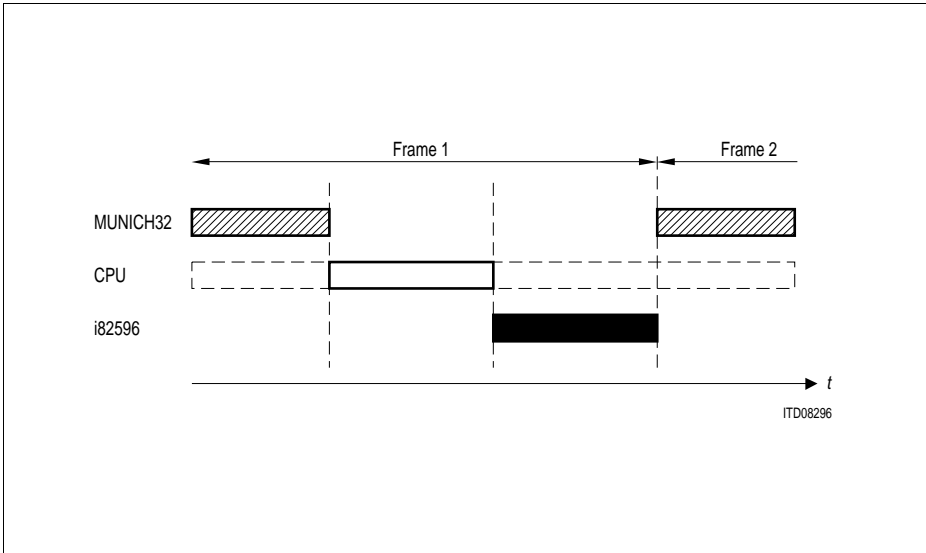 Frame 1
Frame 2
MUNICH32
CPU
i82596
t
ITD08296